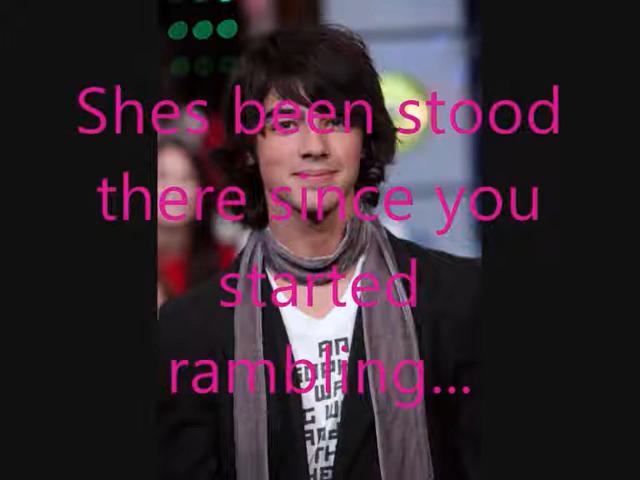 Shes been stood
there since you
started
rambling...